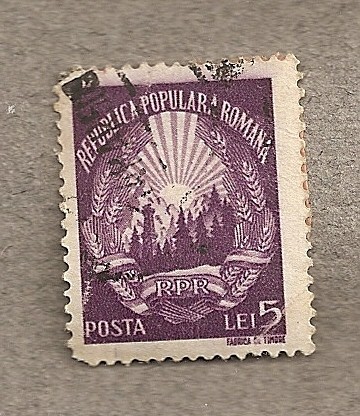 REPUBLICA POPULARA ROMANA
RPR
POSTA LEI 5
FABRICA DE TIMBRE